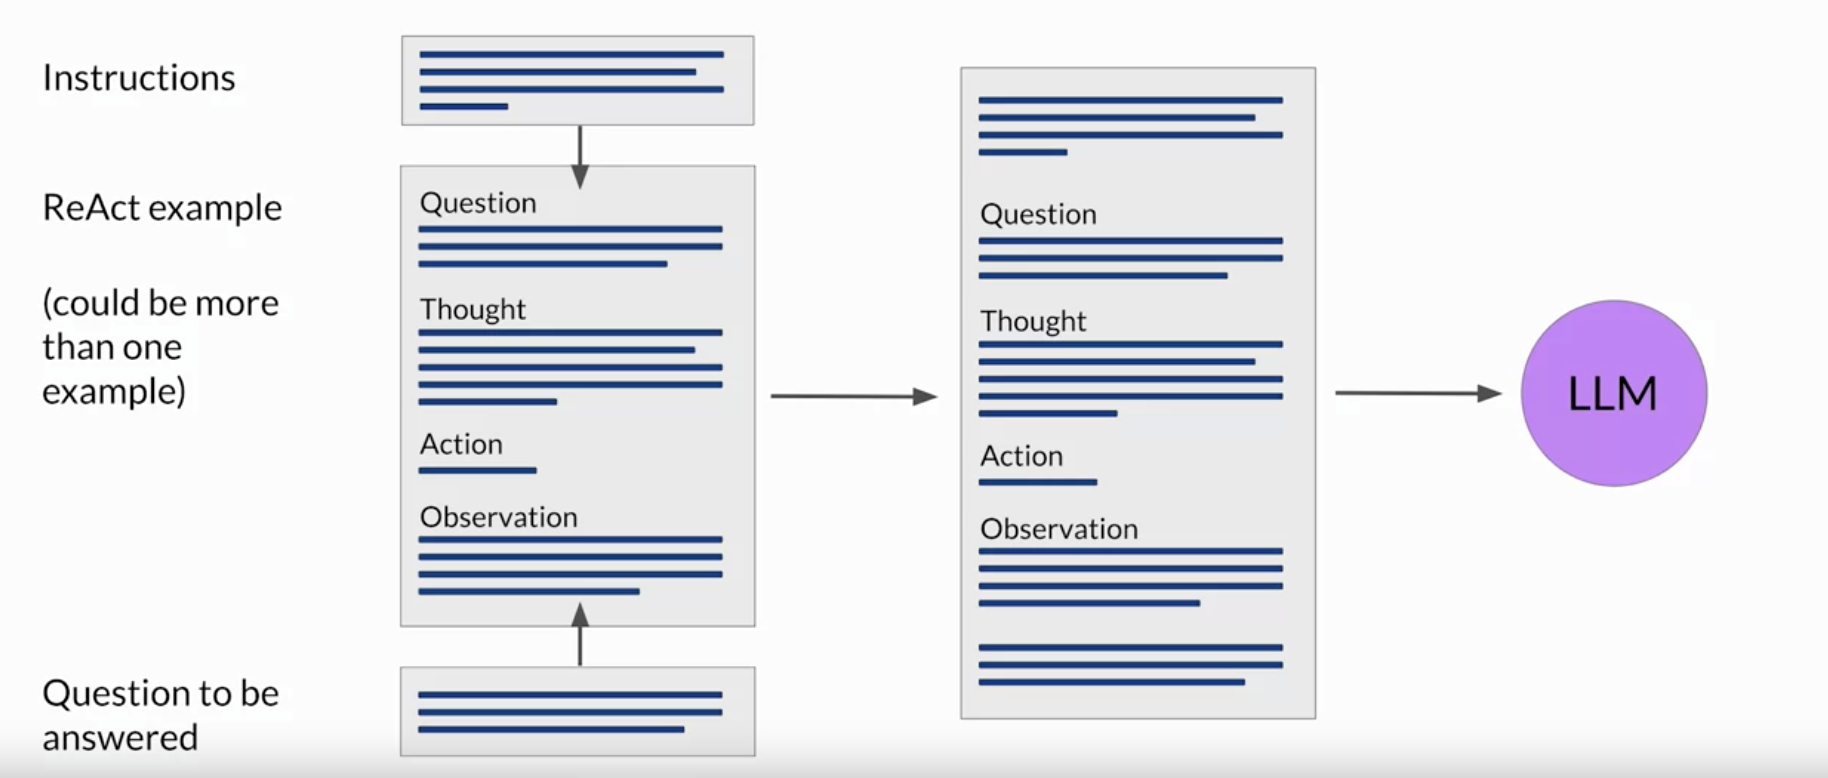 Instructions
ReAct example
(could be more
than one
example)
Question to be
answered
Question
Thought
Action
Observation
Question
Thought
Action
Observation
LLM